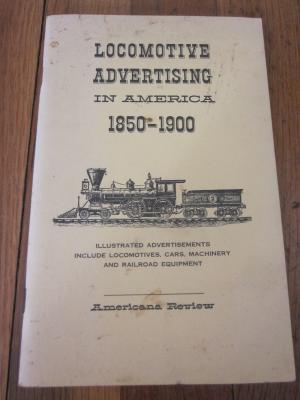 LOCOMOTIVE
ADVERTISING
IN AMERICA
1850-1900
ILLUSTRATED ADVERTISEMENTS
INCLUDE LOCOMOTIVES, CARS, MACHINERY
AND RAILROAD EQUIPMENT
Americana Review